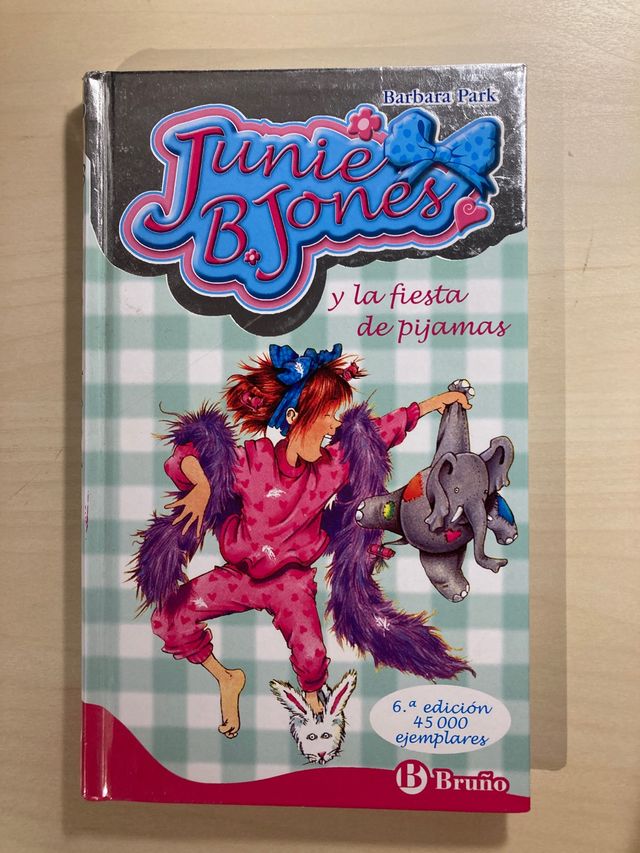 Barbara Park
Junie
B. Jones
y la fiesta
de pijamas
6.ª edición
45 000
ejemplares
B Bruño